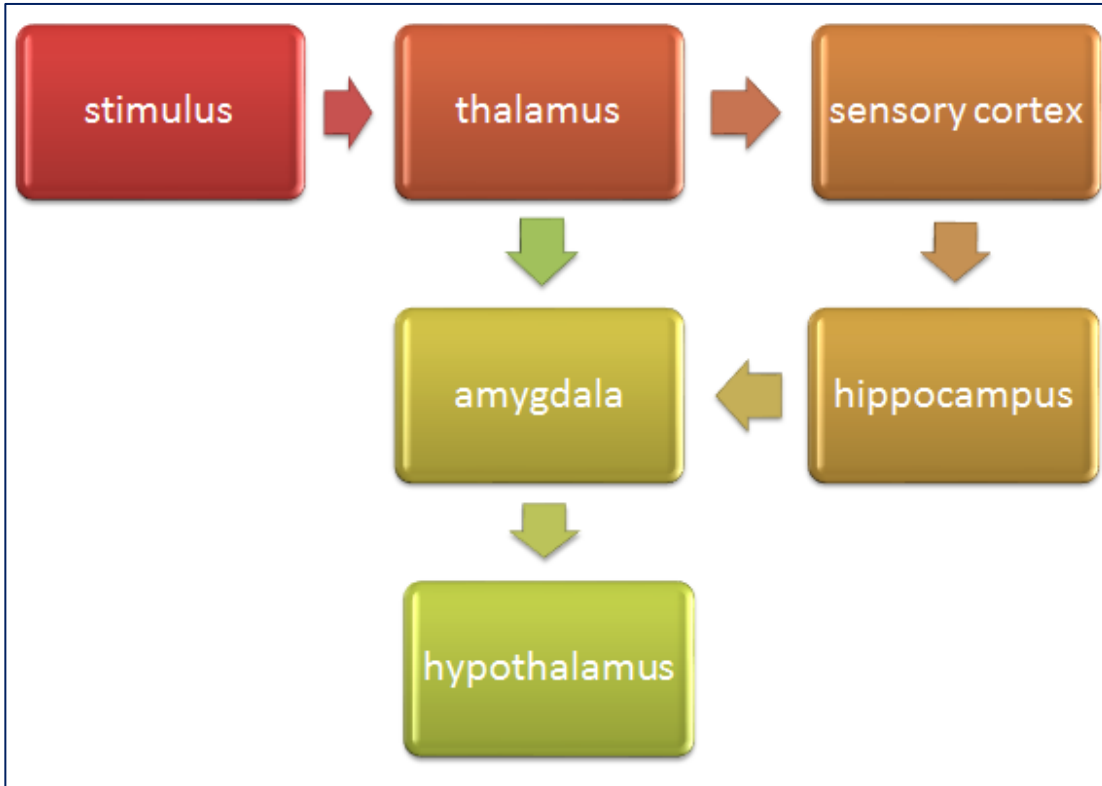 stimulus
thalamus
sensory cortex
amygdala
hippocampus
hypothalamus